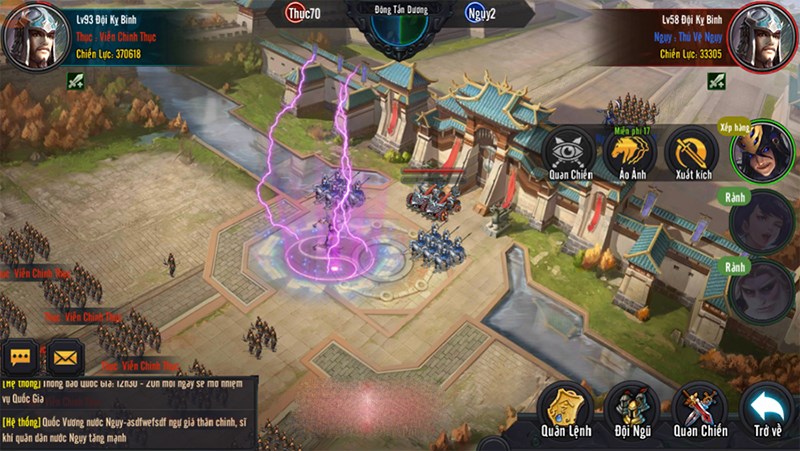 Lv93 Đội Kỵ Binh
Thục : Viễn Chinh Thục
Chiến Lực: 370618
Thục70
Đông Tấn Dương
Ngụy2
Lv58 Đội Kỵ Binh
Ngụy : Thủ Vệ Ngụy
Chiến Lực: 33305
Miễn phí 17
Xếp hàng
Quan Chiến
Ảo Ảnh
Xuất kích
Rảnh
Rảnh
Viễn Chinh Thục
Viễn Chinh Thục
Viễn Chinh Thục
[Hệ thống] Thông báo Quốc Gia: 12h30 - 20h mỗi ngày sẽ mở nhiệm
vụ Quốc Gia
[Hệ thống] Quốc Vương nước Ngụy-asdfwefsdf ngự giá thân chinh, sĩ
khí quân dân nước Ngụy tăng mạnh
Quân Lệnh
Đội Ngũ
Quan Chiến
Trở về